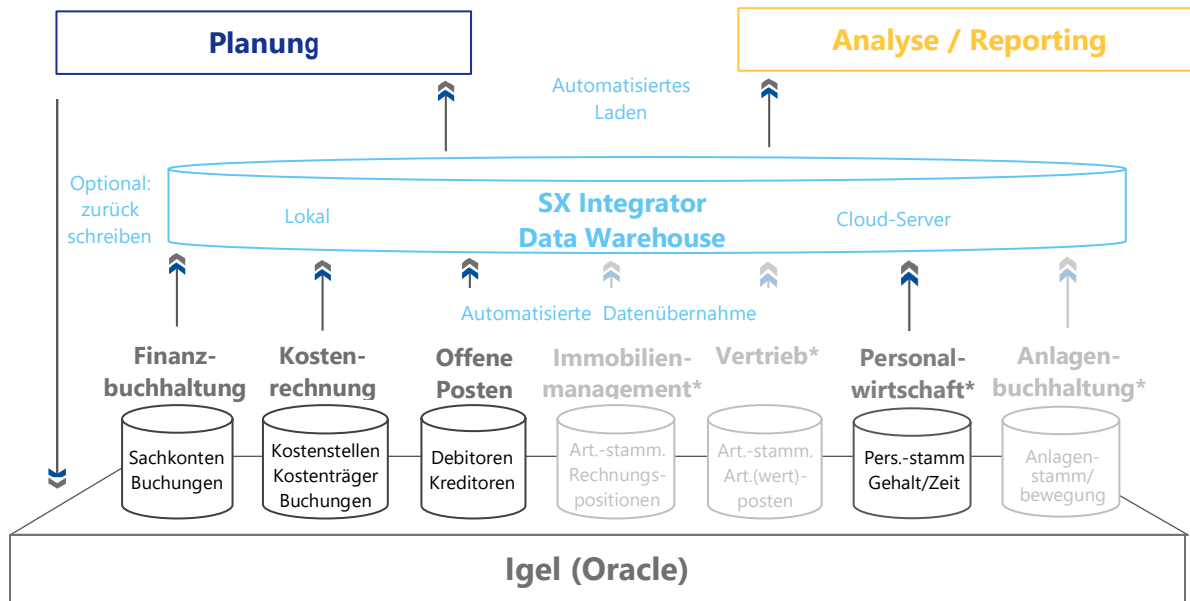 Planung
Analyse / Reporting
Automatisiertes
Laden
Optional:
zurück
schreiben
Lokal
SX Integrator
Data Warehouse
Cloud-Server
Automatisierte Datenübernahme
Finanz-
buchhaltung
Kosten-
rechnung
Offene
Posten
Immobilien-
management*
Vertrieb*
Personal-
wirtschaft*
Anlagen-
buchhaltung*
Sachkonten
Buchungen
Kostenstellen
Kostenträger
Buchungen
Debitoren
Kreditoren
Art.-stamm.
Rechnungs-
positionen
Art.-stamm.
Art.(wert)-
posten
Pers.-stamm
Gehalt/Zeit
Anlagen-
stamm/
bewegung
Igel (Oracle)